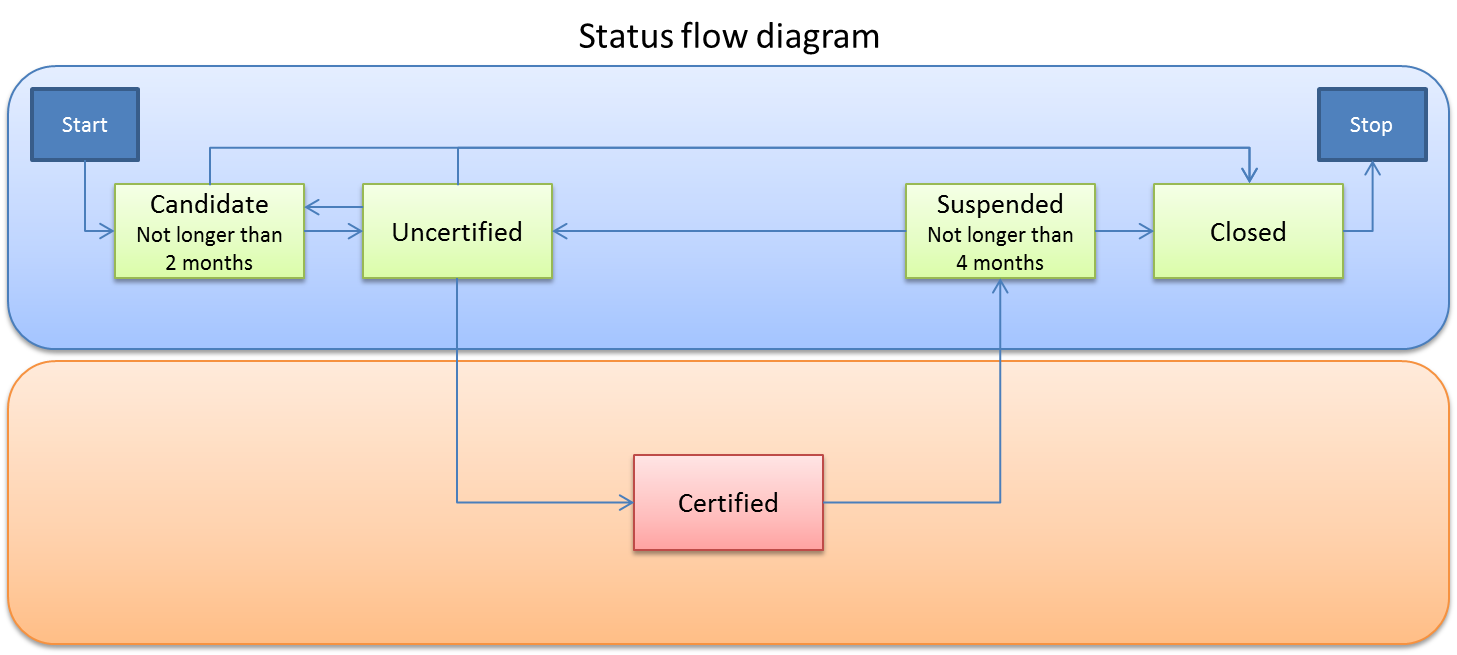 Status flow diagram
Start
Stop
Candidate
Not longer than
2 months
Uncertified
Suspended
Not longer than
4 months
Closed
Certified